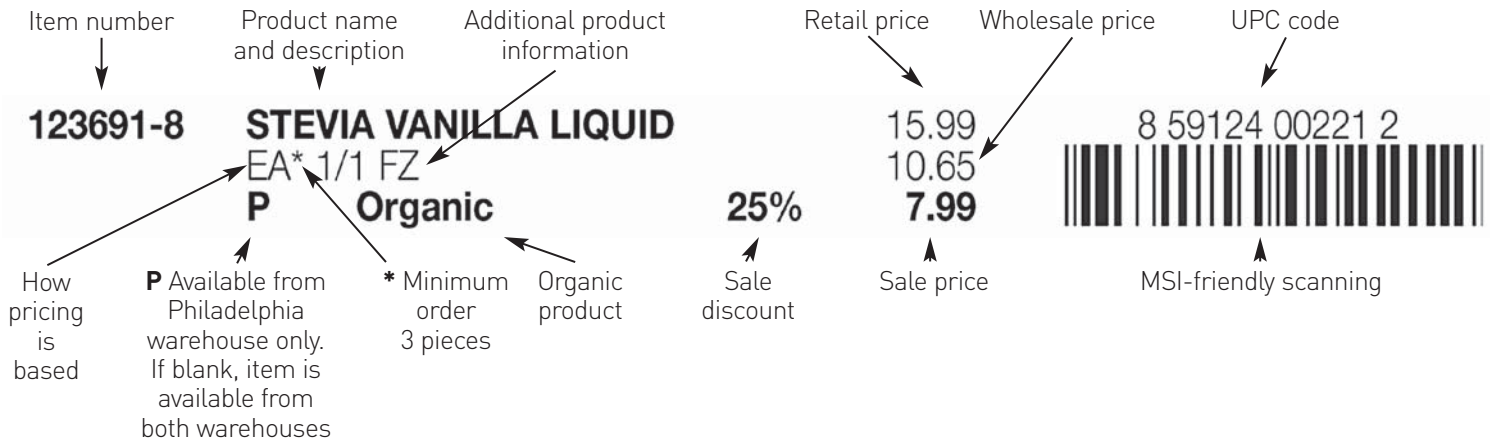 Item number
Product name
and description
Additional product
information
Retail price
Wholesale price
UPC code
123691-8
STEVIA VANILLA LIQUID
EA* 1/1 FZ
P Organic
25%
15.99
10.65
7.99
8 59124 00221 2
How
pricing
is
based
P Available from
Philadelphia
warehouse only.
If blank, item is
available from
both warehouses
* Minimum
order
3 pieces
Organic
product
Sale
discount
Sale price
MSI-friendly scanning